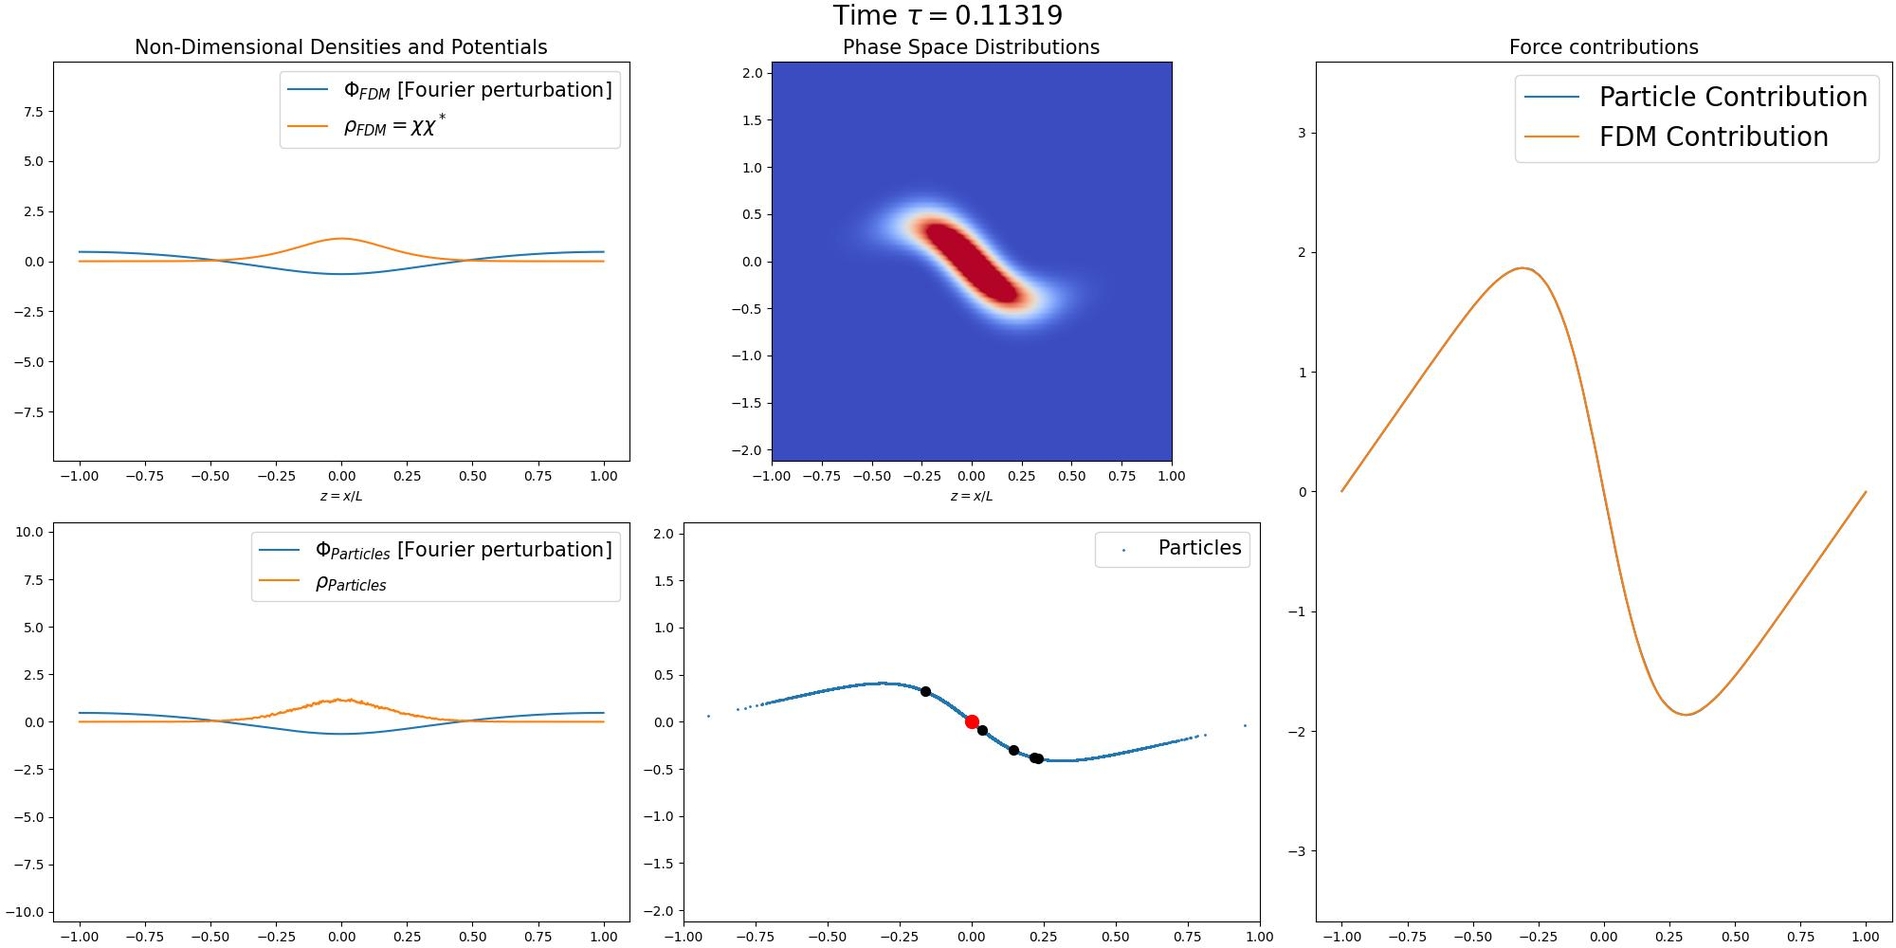 Time τ = 0.11319
Non-Dimensional Densities and Potentials
Φ_FDM [Fourier perturbation]
ρ_FDM = χχ*
7.5
5.0
2.5
0.0
−2.5
−5.0
−7.5
−1.00 −0.75 −0.50 −0.25 0.00 0.25 0.50 0.75 1.00
z = x/L
Phase Space Distributions
2.0
1.5
1.0
0.5
0.0
−0.5
−1.0
−1.5
−2.0
−1.00 −0.75 −0.50 −0.25 0.00 0.25 0.50 0.75 1.00
z = x/L
Force contributions
Particle Contribution
FDM Contribution
3
2
1
0
−1
−2
−3
−1.00 −0.75 −0.50 −0.25 0.00 0.25 0.50 0.75 1.00
Φ_Particles [Fourier perturbation]
ρ_Particles
10.0
7.5
5.0
2.5
0.0
−2.5
−5.0
−7.5
−10.0
−1.00 −0.75 −0.50 −0.25 0.00 0.25 0.50 0.75 1.00
Particles
2.0
1.5
1.0
0.5
0.0
−0.5
−1.0
−1.5
−2.0
−1.00 −0.75 −0.50 −0.25 0.00 0.25 0.50 0.75 1.00